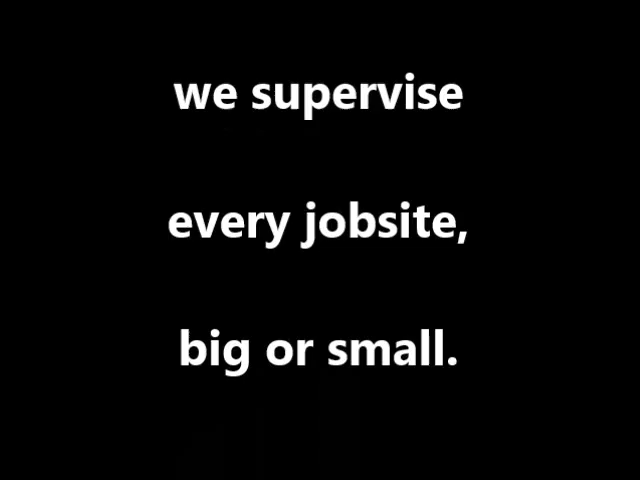 we supervise
every jobsite,
big or small.